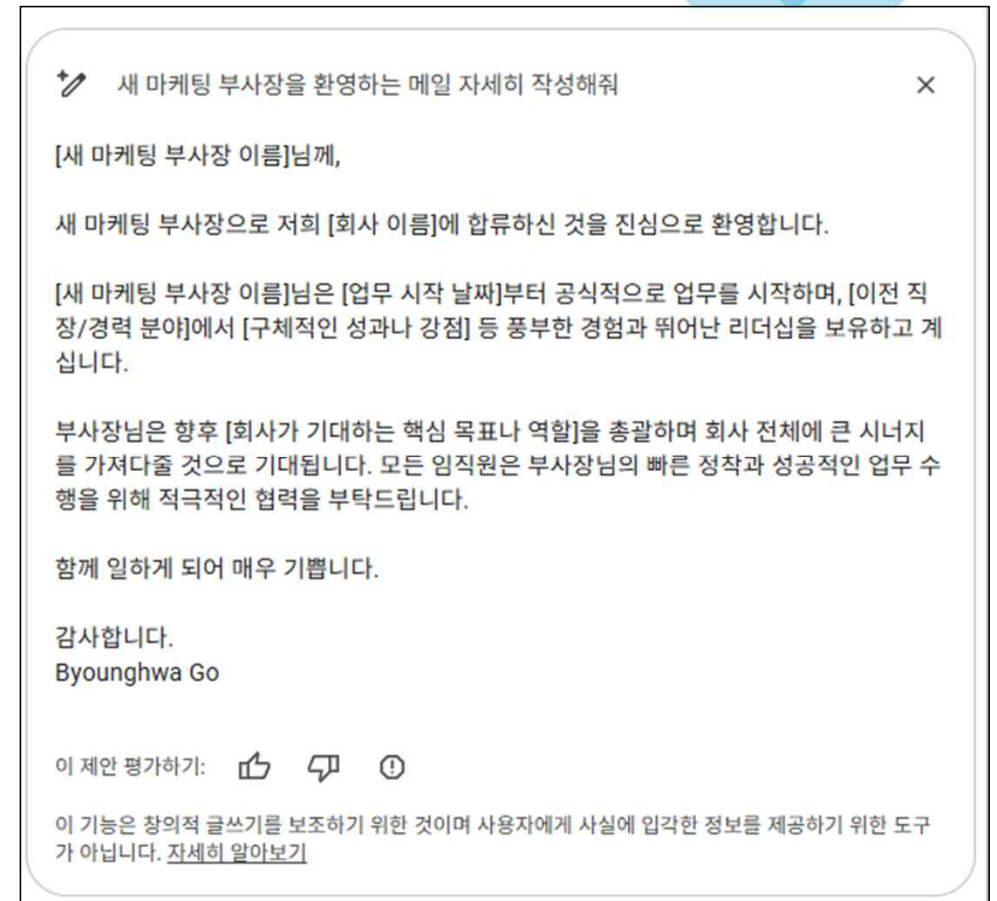 새 마케팅 부사장을 환영하는 메일 자세히 작성해줘
[새 마케팅 부사장 이름]님께,
새 마케팅 부사장으로 저희 [회사 이름]에 합류하신 것을 진심으로 환영합니다.
[새 마케팅 부사장 이름]님은 [업무 시작 날짜]부터 공식적으로 업무를 시작하며, [이전 직
장/경력 분야]에서 [구체적인 성과나 강점] 등 풍부한 경험과 뛰어난 리더십을 보유하고 계
십니다.
부사장님은 향후 [회사가 기대하는 핵심 목표나 역할]을 총괄하며 회사 전체에 큰 시너지
를 가져다줄 것으로 기대됩니다. 모든 임직원은 부사장님의 빠른 정착과 성공적인 업무 수
행을 위해 적극적인 협력을 부탁드립니다.
함께 일하게 되어 매우 기쁩니다.
감사합니다.
Byounghwa Go
이 제안 평가하기:
이 기능은 창의적 글쓰기를 보조하기 위한 것이며 사용자에게 사실에 입각한 정보를 제공하기 위한 도구
가 아닙니다. 자세히 알아보기